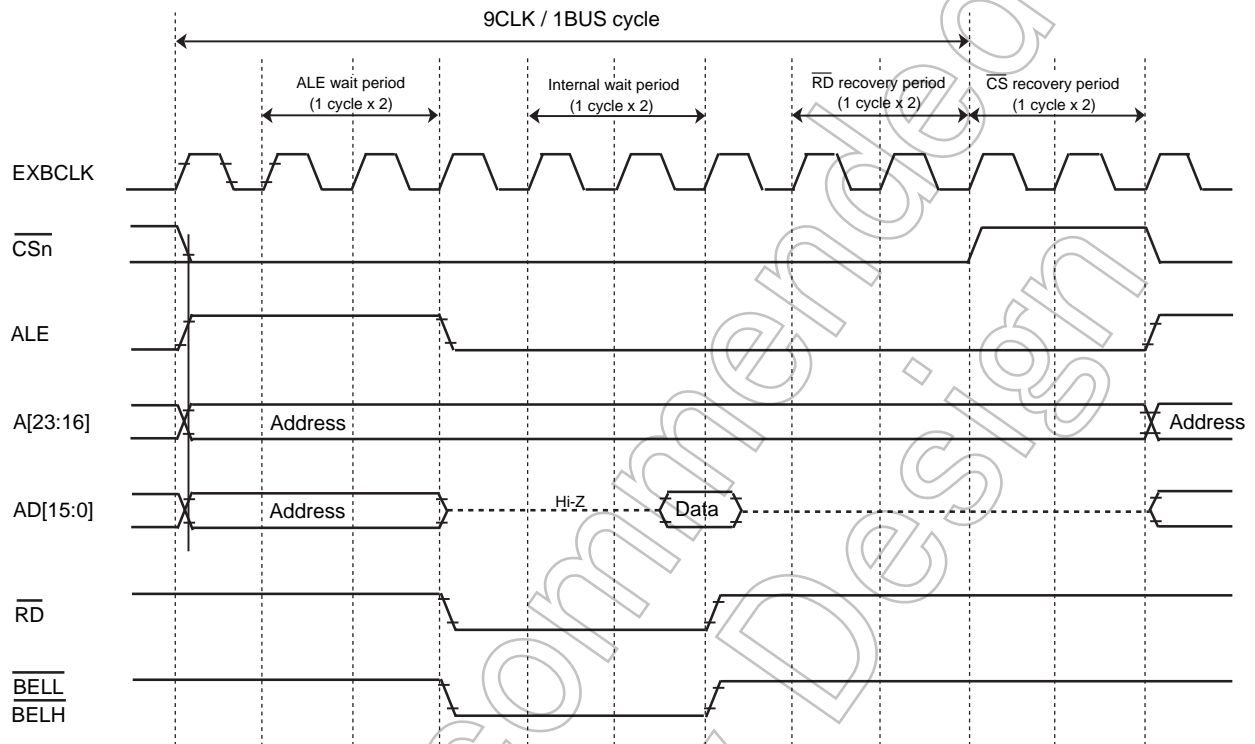 9CLK / 1BUS cycle
ALE wait period
(1 cycle x 2)
Internal wait period
(1 cycle x 2)
RD recovery period
(1 cycle x 2)
CS recovery period
(1 cycle x 2)
EXBCLK
CSn
ALE
A[23:16]
Address
Address
AD[15:0]
Address
Hi-Z
Data
RD
BELL
BELH
commended
Design